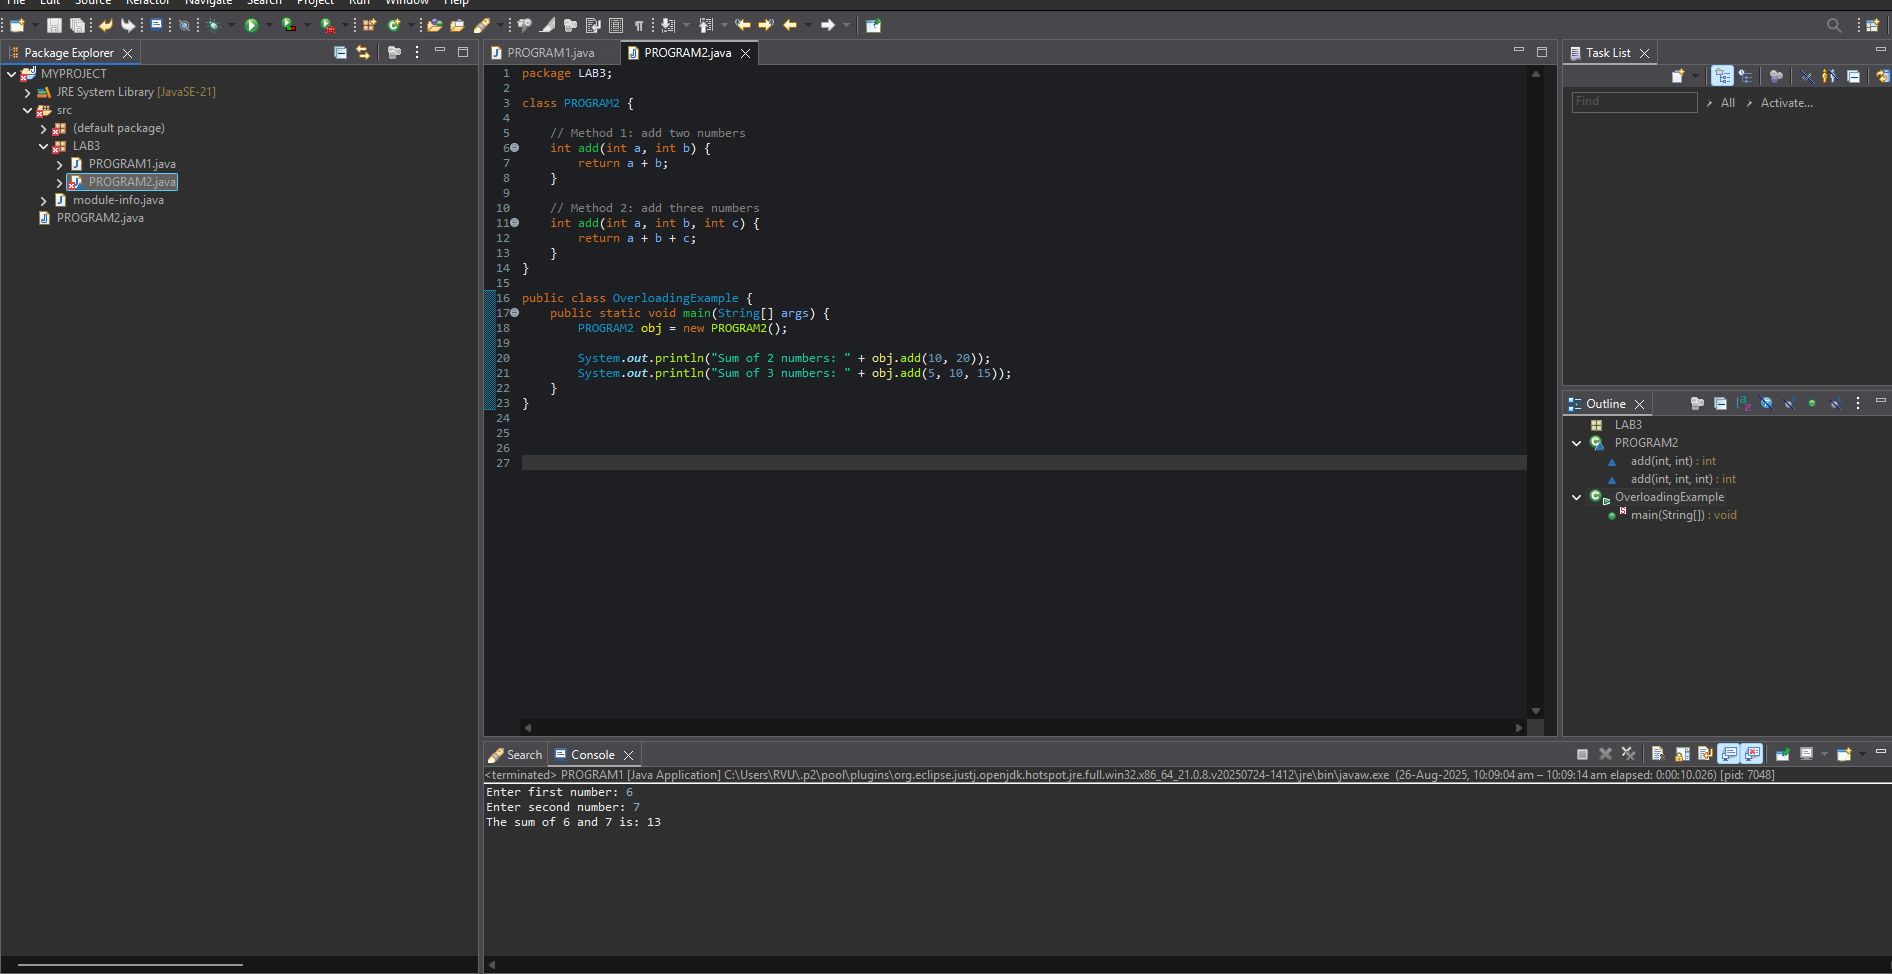 File Edit Source Refactor Navigate Search Project Run Window Help
Package Explorer
MYPROJECT
JRE System Library [JavaSE-21]
src
(default package)
LAB3
PROGRAM1.java
PROGRAM2.java
module-info.java
PROGRAM2.java
PROGRAM1.java PROGRAM2.java
1 package LAB3;
2
3 class PROGRAM2 {
4
5 // Method 1: add two numbers
6 int add(int a, int b) {
7 return a + b;
8 }
9
10 // Method 2: add three numbers
11 int add(int a, int b, int c) {
12 return a + b + c;
13 }
14 }
15
16 public class OverloadingExample {
17 public static void main(String[] args) {
18 PROGRAM2 obj = new PROGRAM2();
19
20 System.out.println("Sum of 2 numbers: " + obj.add(10, 20));
21 System.out.println("Sum of 3 numbers: " + obj.add(5, 10, 15));
22 }
23 }
24
25
26
27
Task List
Find All Activate...
Outline
LAB3
PROGRAM2
add(int, int) : int
add(int, int, int) : int
OverloadingExample
main(String[]) : void
Search Console
<terminated> PROGRAM1 [Java Application] C:\Users\RVU\.p2\pool\plugins\org.eclipse.justj.openjdk.hotspot.jre.full.win32.x86_64_21.0.8.v20250724-1412\jre\bin\javaw.exe (26-Aug-2025, 10:09:04 am – 10:09:14 am elapsed: 0:00:10.026) [pid: 7048]
Enter first number: 6
Enter second number: 7
The sum of 6 and 7 is: 13